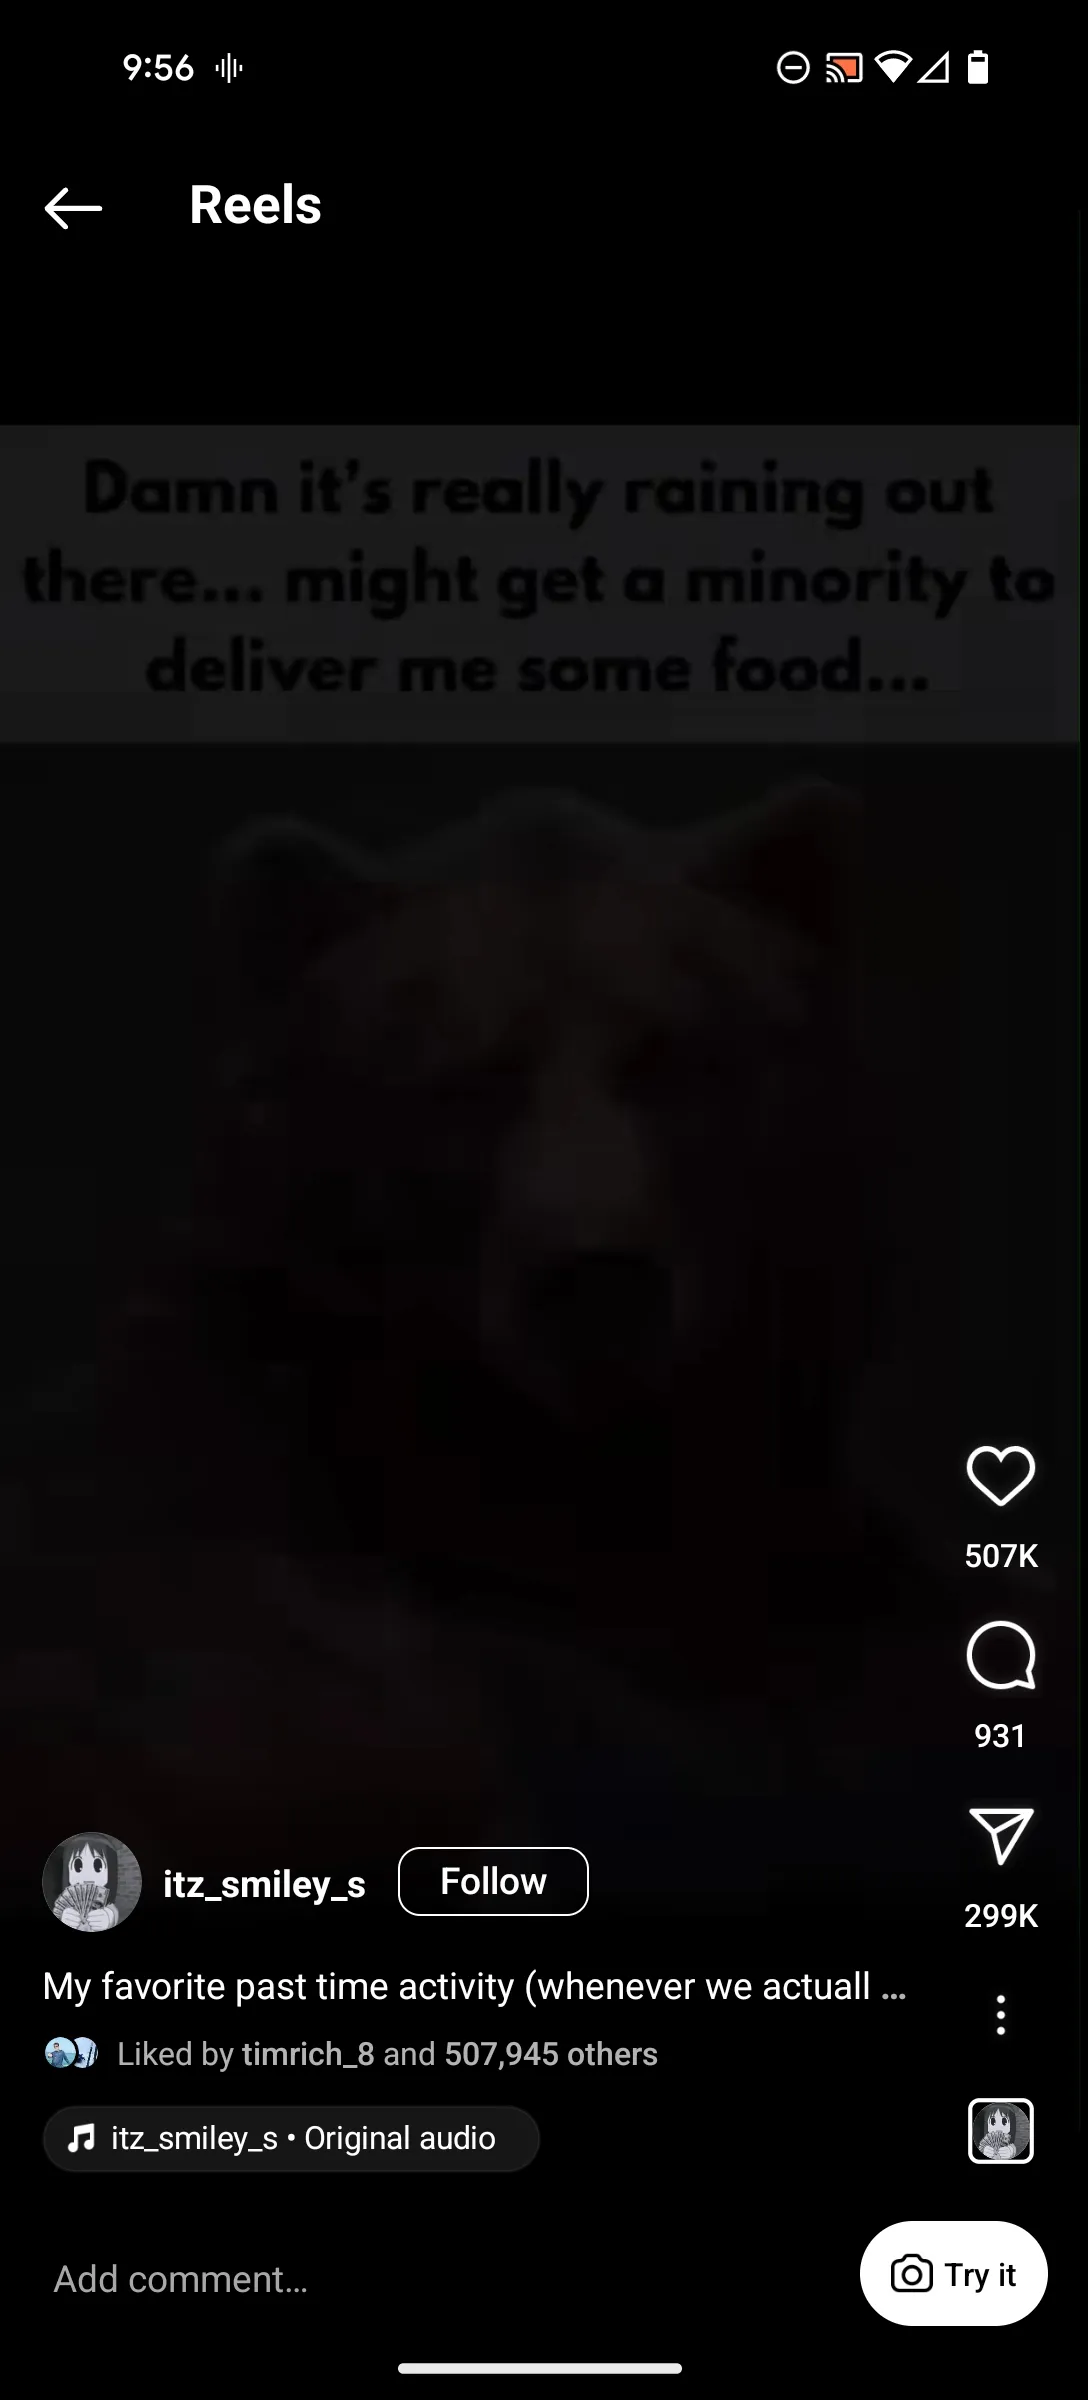 9:56
Reels
Damn it's really raining out
there... might get a minority to
deliver me some food...
507K
931
299K
itz_smiley_s
Follow
My favorite past time activity (whenever we actuall ...
Liked by timrich_8 and 507,945 others
itz_smiley_s • Original audio
Add comment...
Try it